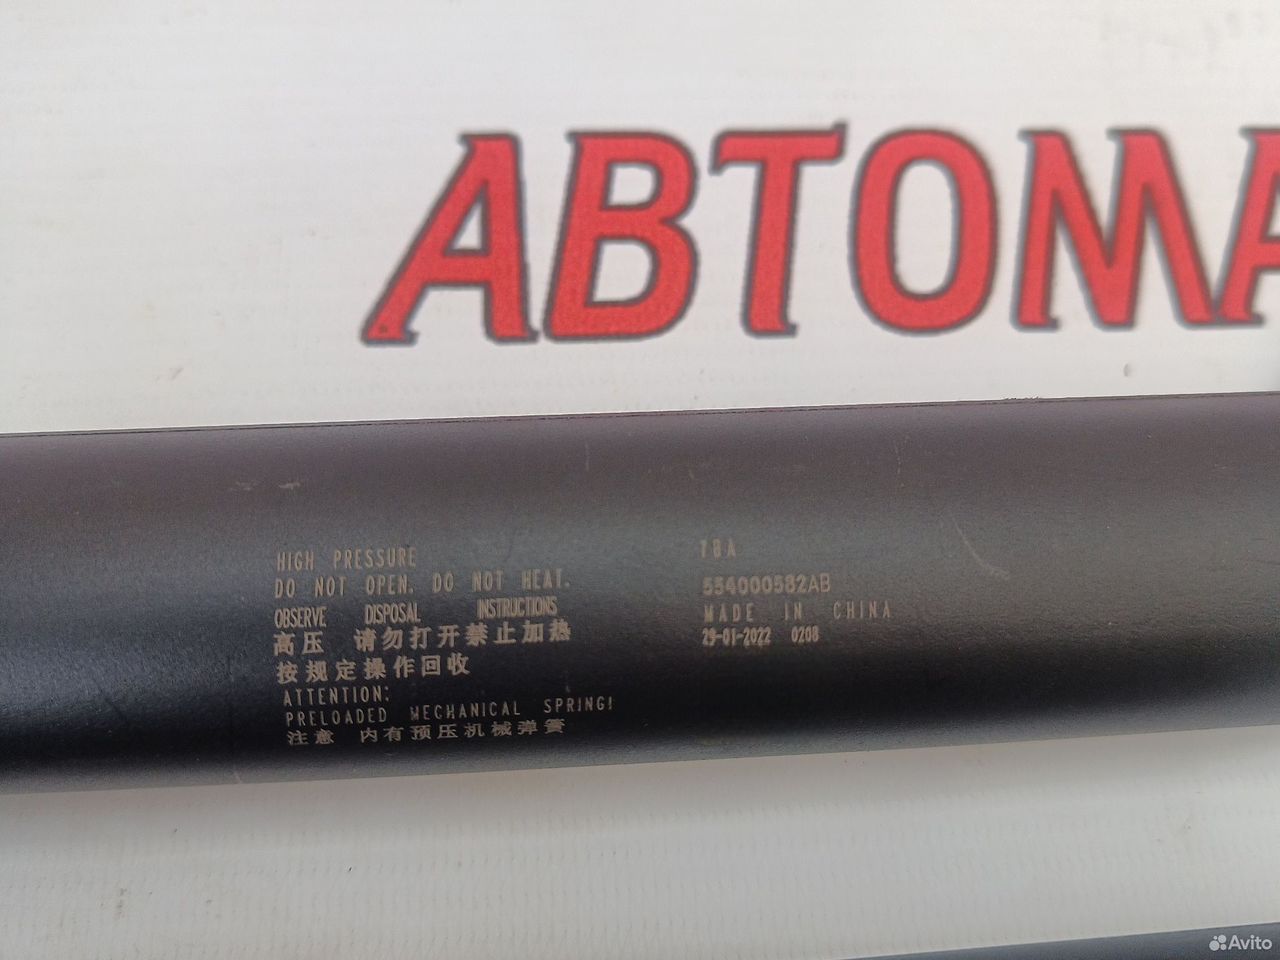 АВТОМА
HIGH PRESSURE
DO NOT OPEN. DO NOT HEAT.
OBSERVE DISPOSAL INSTRUCTIONS
高压 请勿打开禁止加热
按规定操作回收
ATTENTION:
PRELOADED MECHANICAL SPRING!
注意 内有预压机械弹簧
TBA
554000582AB
MADE IN CHINA
29-01-2022 0208
Avito